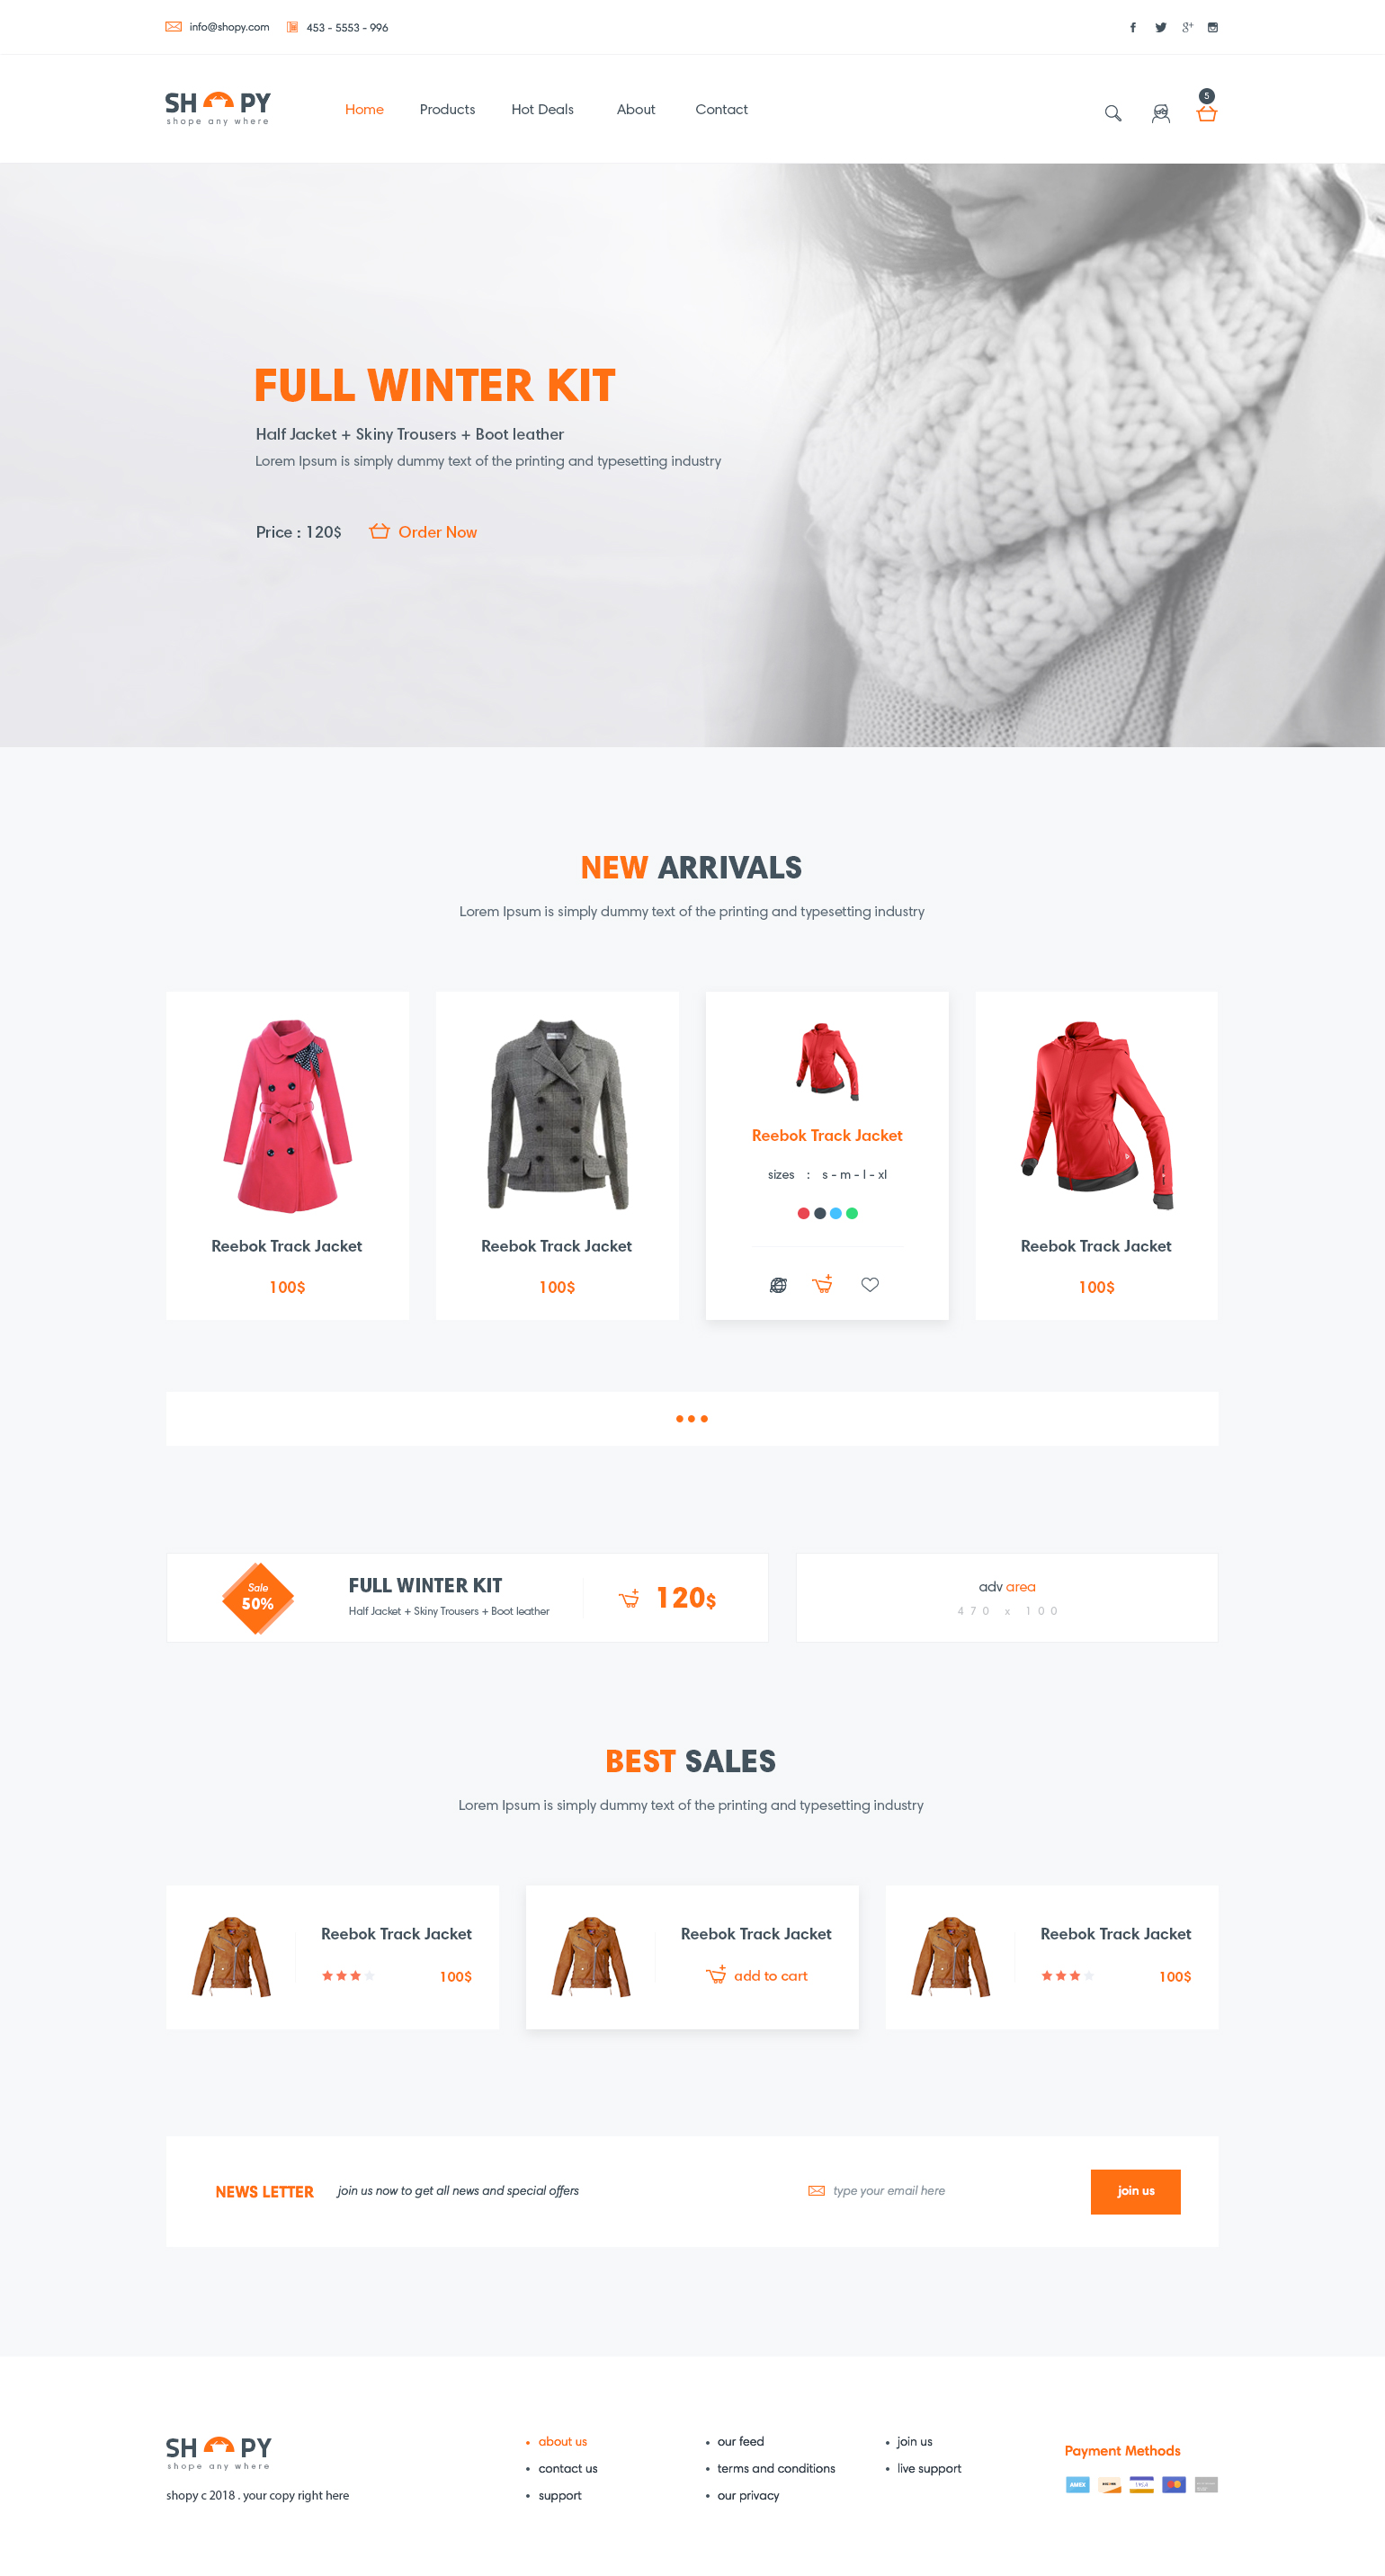 info@shopy.com 453 - 5553 - 996
SH PY
shope any where
Home Products Hot Deals About Contact
5
FULL WINTER KIT
Half Jacket + Skiny Trousers + Boot leather
Lorem Ipsum is simply dummy text of the printing and typesetting industry
Price : 120$ Order Now
NEW ARRIVALS
Lorem Ipsum is simply dummy text of the printing and typesetting industry
Reebok Track Jacket
100$
Reebok Track Jacket
100$
Reebok Track Jacket
sizes : s - m - l - xl
Reebok Track Jacket
100$
Sale
50%
FULL WINTER KIT
Half Jacket + Skiny Trousers + Boot leather
120$
adv area
470 x 100
BEST SALES
Lorem Ipsum is simply dummy text of the printing and typesetting industry
Reebok Track Jacket
100$
Reebok Track Jacket
add to cart
Reebok Track Jacket
100$
NEWS LETTER join us now to get all news and special offers type your email here join us
SH PY
shope any where
shopy c 2018 . your copy right here
about us
contact us
support
our feed
terms and conditions
our privacy
join us
live support
Payment Methods
AMEX
VISA